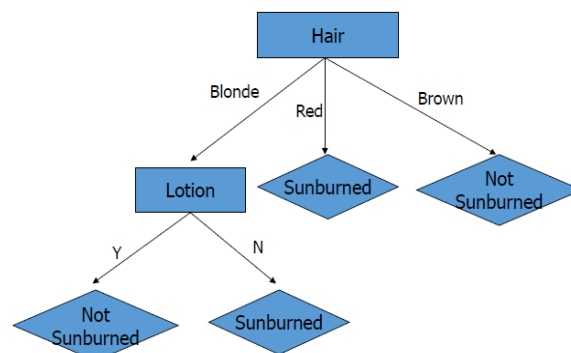 Hair
Blonde
Red
Brown
Lotion
Sunburned
Not
Sunburned
Y
N
Not
Sunburned
Sunburned